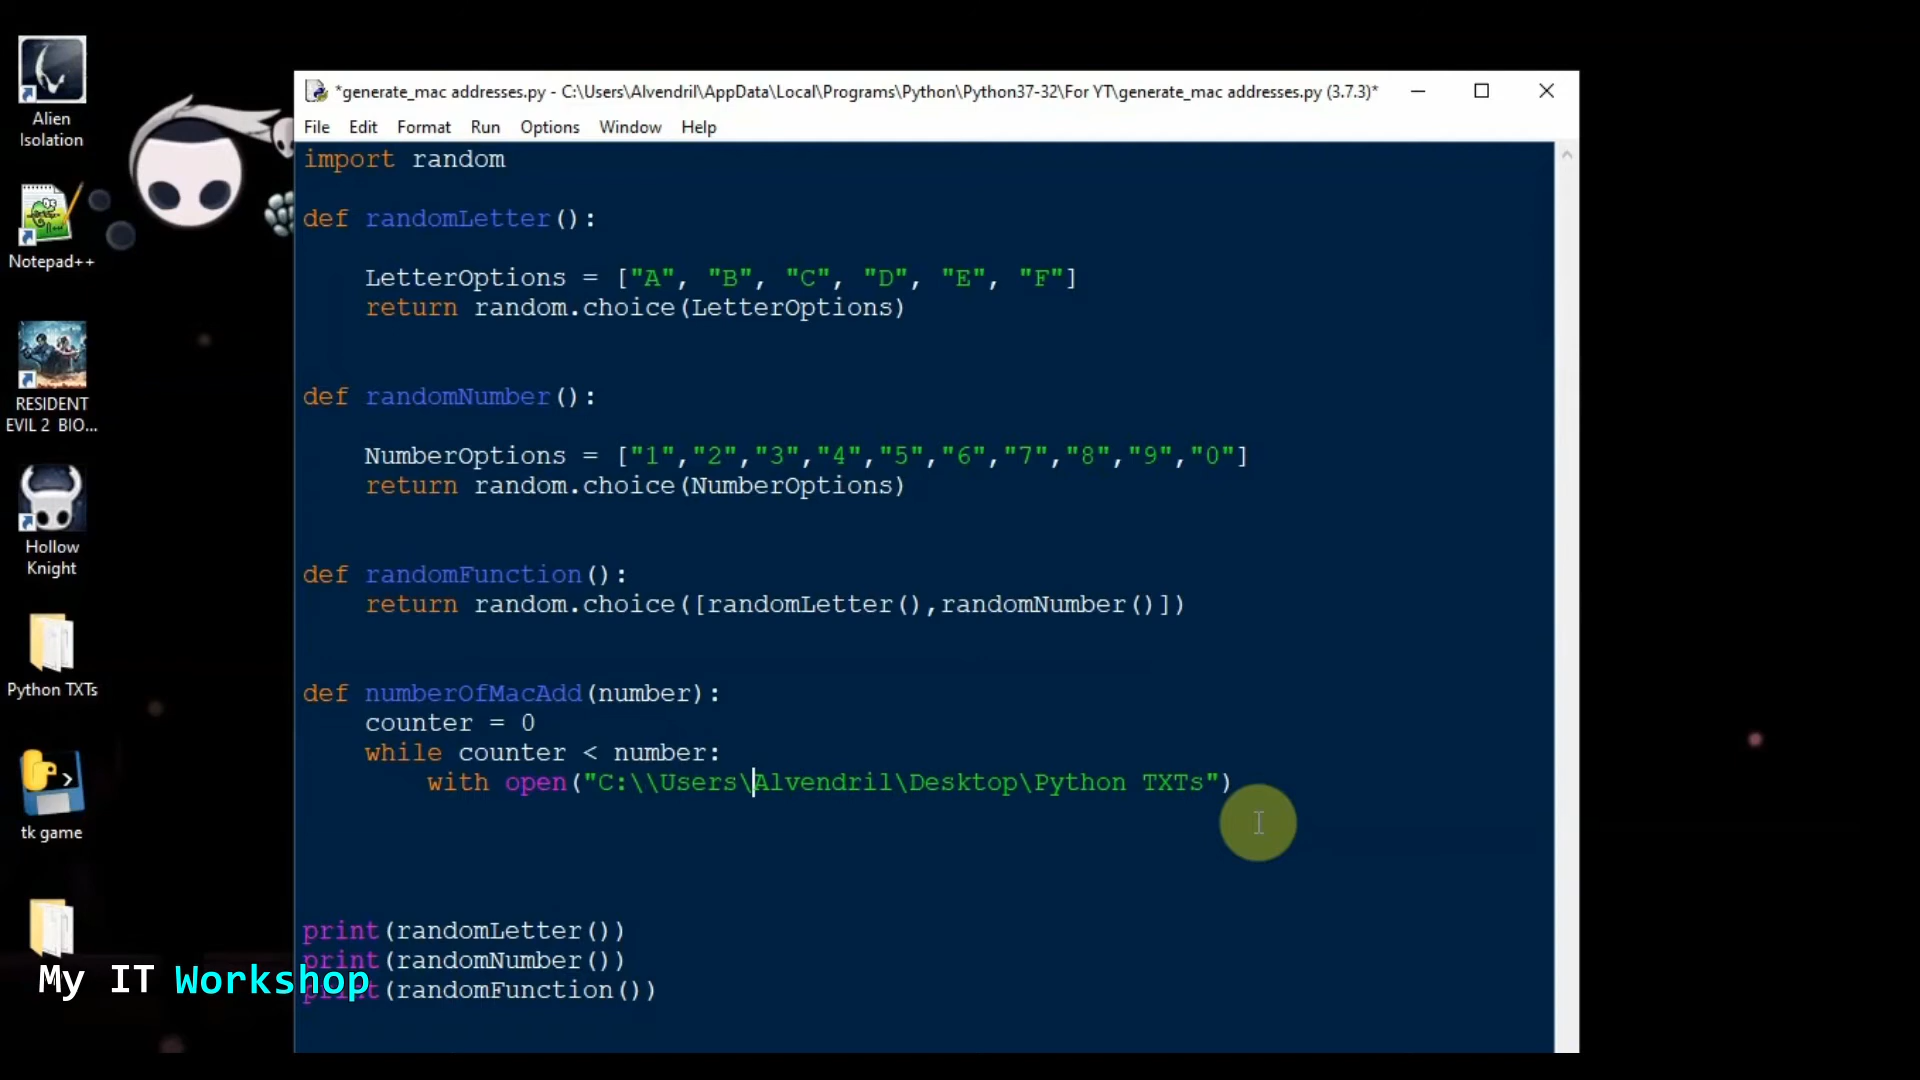 *generate_mac addresses.py - C:\Users\Alvendril\AppData\Local\Programs\Python\Python37-32\For YT\generate_mac addresses.py (3.7.3)*
File Edit Format Run Options Window Help
import random
def randomLetter():
    LetterOptions = ["A", "B", "C", "D", "E", "F"]
    return random.choice(LetterOptions)
def randomNumber():
    NumberOptions = ["1","2","3","4","5","6","7","8","9","0"]
    return random.choice(NumberOptions)
def randomFunction():
    return random.choice([randomLetter(),randomNumber()])
def numberOfMacAdd(number):
    counter = 0
    while counter < number:
        with open("C:\\Users\Alvendril\Desktop\Python TXTs")
print(randomLetter())
print(randomNumber())
print(randomFunction())
Alien
Isolation
Notepad++
RESIDENT
EVIL 2 BIO...
Hollow
Knight
Python TXTs
tk game
My IT Workshop